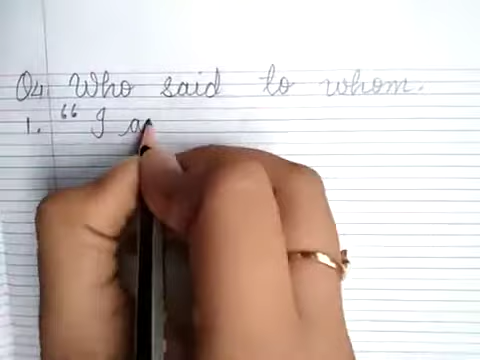 Q4 Who said to whom.
1. “ I a